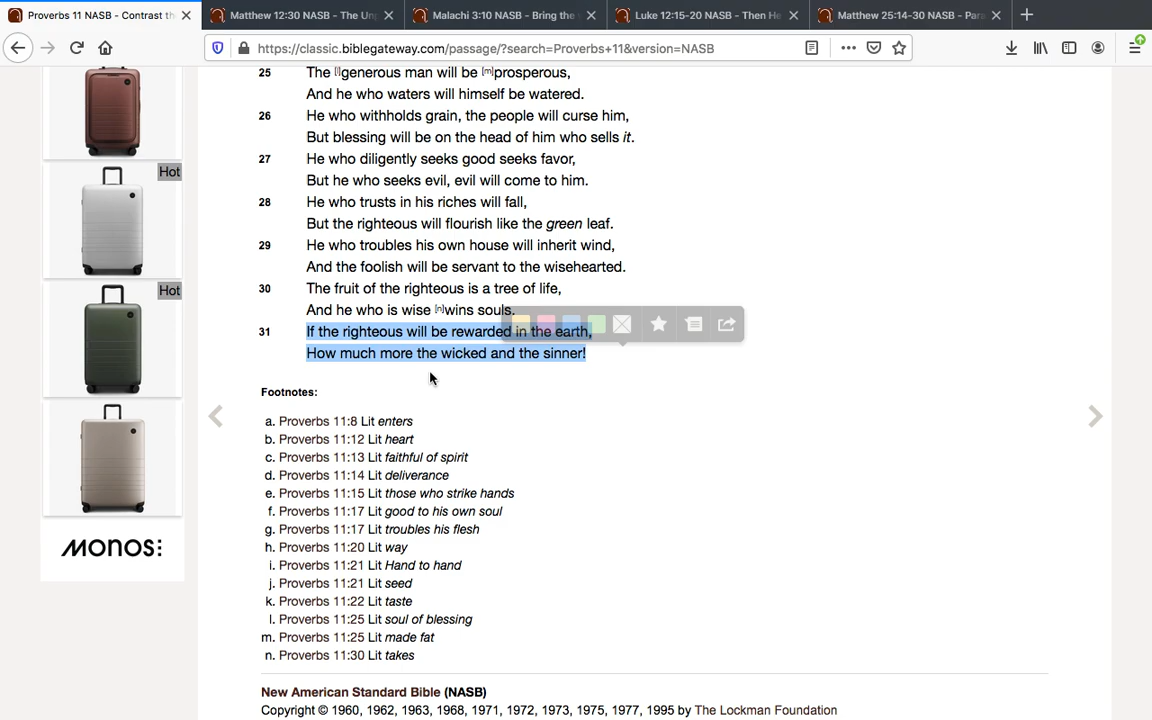 Proverbs 11 NASB - Contrast th
Matthew 12:30 NASB - The Unp
Malachi 3:10 NASB - Bring the
Luke 12:15-20 NASB - Then He
Matthew 25:14-30 NASB - Para
https://classic.biblegateway.com/passage/?search=Proverbs+11&version=NASB
Hot
Hot
MONOS
25 The [l]generous man will be [m]prosperous,
And he who waters will himself be watered.
26 He who withholds grain, the people will curse him,
But blessing will be on the head of him who sells it.
27 He who diligently seeks good seeks favor,
But he who seeks evil, evil will come to him.
28 He who trusts in his riches will fall,
But the righteous will flourish like the green leaf.
29 He who troubles his own house will inherit wind,
And the foolish will be servant to the wisehearted.
30 The fruit of the righteous is a tree of life,
And he who is wise [n]wins souls.
31 If the righteous will be rewarded in the earth,
How much more the wicked and the sinner!
Footnotes:
a. Proverbs 11:8 Lit enters
b. Proverbs 11:12 Lit heart
c. Proverbs 11:13 Lit faithful of spirit
d. Proverbs 11:14 Lit deliverance
e. Proverbs 11:15 Lit those who strike hands
f. Proverbs 11:17 Lit good to his own soul
g. Proverbs 11:17 Lit troubles his flesh
h. Proverbs 11:20 Lit way
i. Proverbs 11:21 Lit Hand to hand
j. Proverbs 11:21 Lit seed
k. Proverbs 11:22 Lit taste
l. Proverbs 11:25 Lit soul of blessing
m. Proverbs 11:25 Lit made fat
n. Proverbs 11:30 Lit takes
New American Standard Bible (NASB)
Copyright © 1960, 1962, 1963, 1968, 1971, 1972, 1973, 1975, 1977, 1995 by The Lockman Foundation